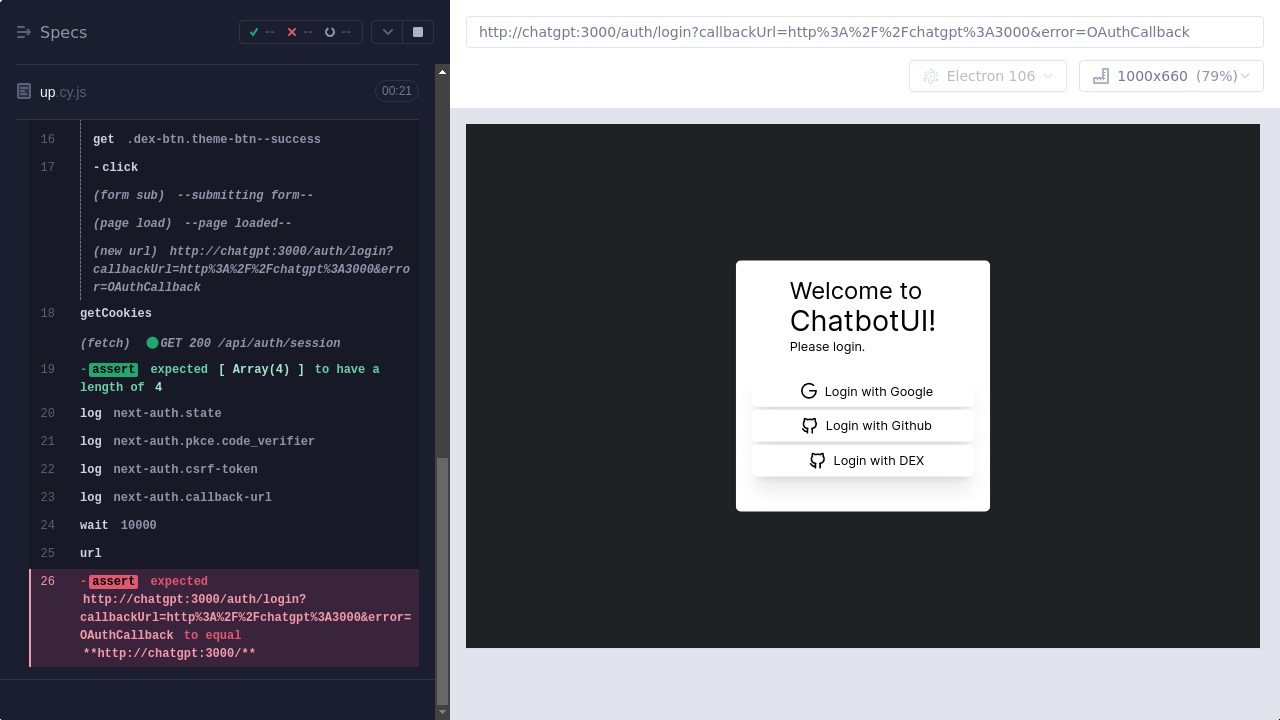 Specs
--
--
--
up.cy.js
00:21
16 get .dex-btn.theme-btn--success
17 -click
(form sub) --submitting form--
(page load) --page loaded--
(new url) http://chatgpt:3000/auth/login?
callbackUrl=http%3A%2F%2Fchatgpt%3A3000&erro
r=OAuthCallback
18 getCookies
(fetch) GET 200 /api/auth/session
19 -assert expected [ Array(4) ] to have a
length of 4
20 log next-auth.state
21 log next-auth.pkce.code_verifier
22 log next-auth.csrf-token
23 log next-auth.callback-url
24 wait 10000
25 url
26 -assert expected
http://chatgpt:3000/auth/login?
callbackUrl=http%3A%2F%2Fchatgpt%3A3000&error=
OAuthCallback to equal
**http://chatgpt:3000/**
http://chatgpt:3000/auth/login?callbackUrl=http%3A%2F%2Fchatgpt%3A3000&error=OAuthCallback
Electron 106
1000x660 (79%)
Welcome to
ChatbotUI!
Please login.
Login with Google
Login with Github
Login with DEX